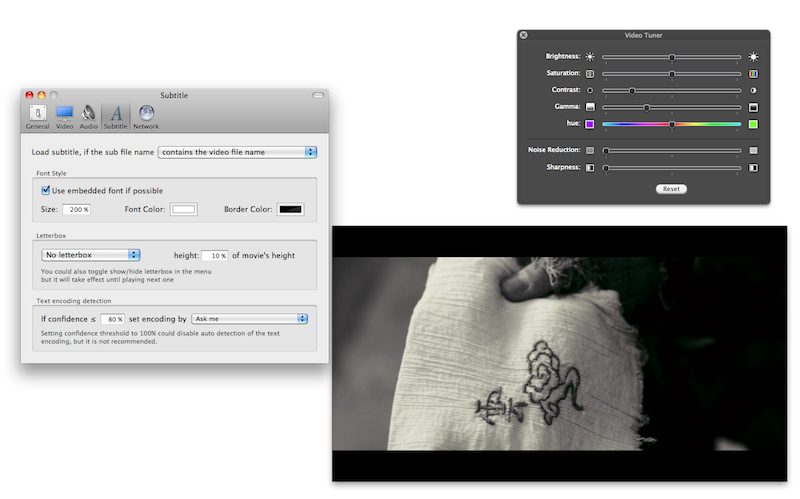 Subtitle
General Video Audio Subtitle Network
Load subtitle, if the sub file name contains the video file name
Font Style
Use embedded font if possible
Size: 200 % Font Color: Border Color:
Letterbox
No letterbox height: 10 % of movie's height
You could also toggle show/hide letterbox in the menu
but it will take effect until playing next one
Text encoding detection
If confidence ≤ 80 % set encoding by Ask me
Setting confidence threshold to 100% could disable auto detection of the text
encoding, but it is not recommended.
Video Tuner
Brightness:
Saturation:
Contrast:
Gamma:
hue:
Noise Reduction:
Sharpness:
Reset
雲